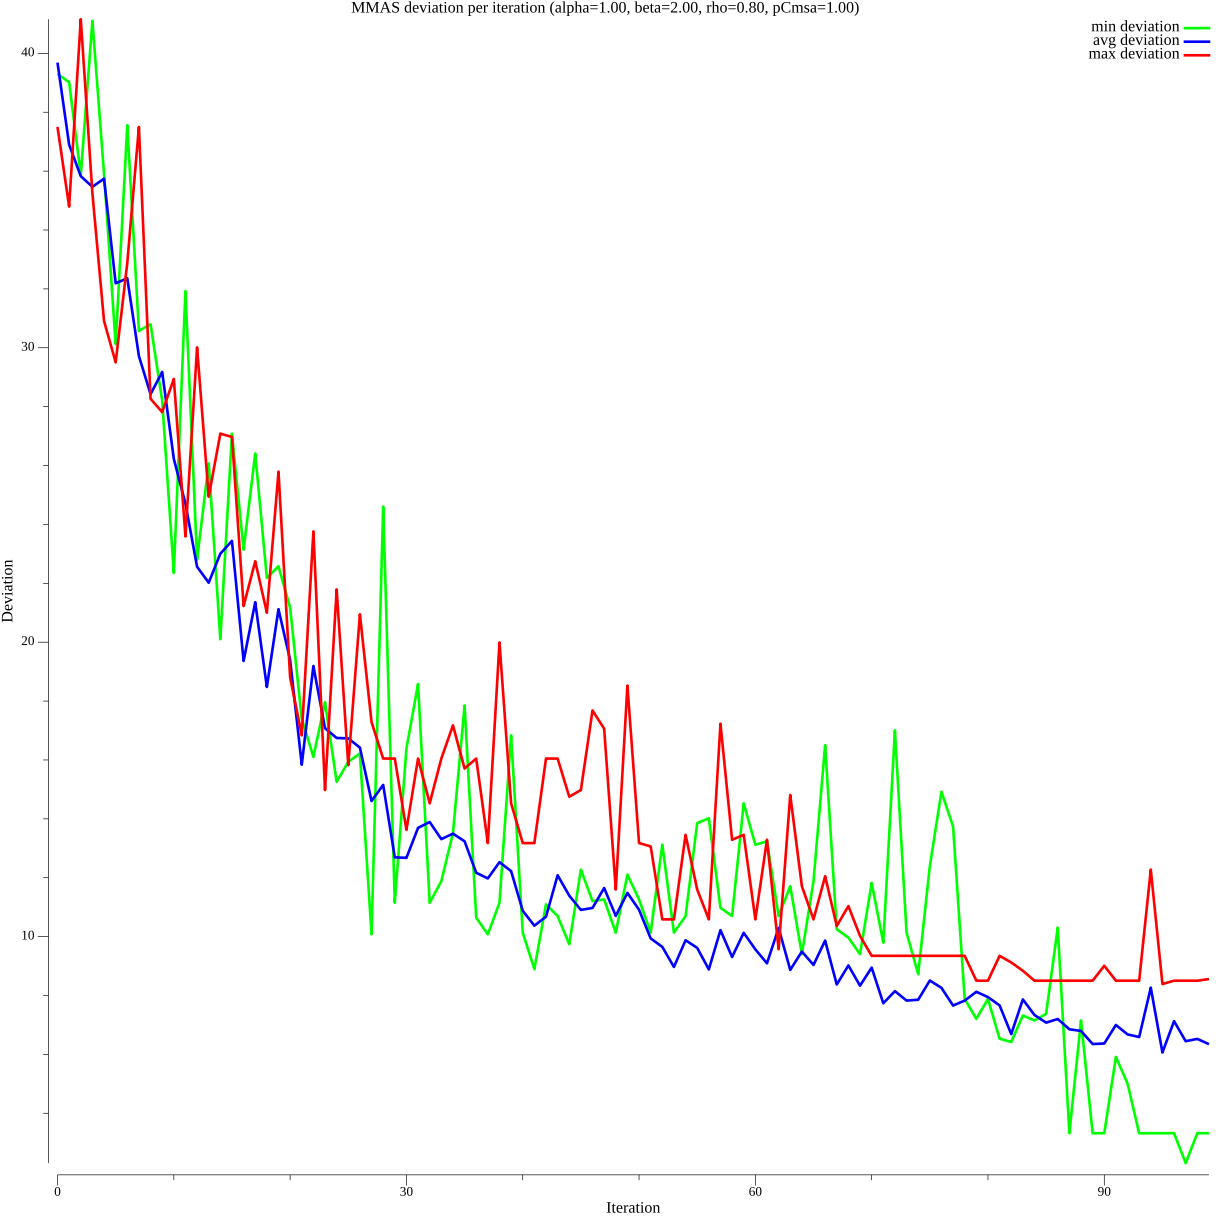 MMAS deviation per iteration (alpha=1.00, beta=2.00, rho=0.80, pCmsa=1.00)
min deviation
avg deviation
max deviation
40
30
20
10
Deviation
0
30
60
90
Iteration